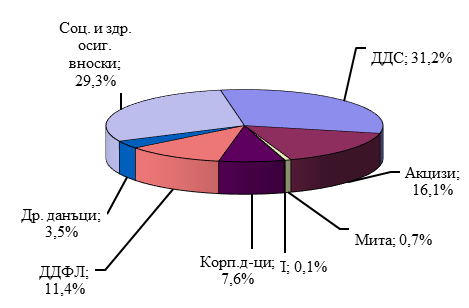 Соц. и здр.
осиг.
вноски;
29,3%
ДДС; 31,2%
Акцизи;
16,1%
Мита; 0,7%
0,1%
Корп.д-ци;
7,6%
ДДФЛ;
11,4%
Др. данъци;
3,5%